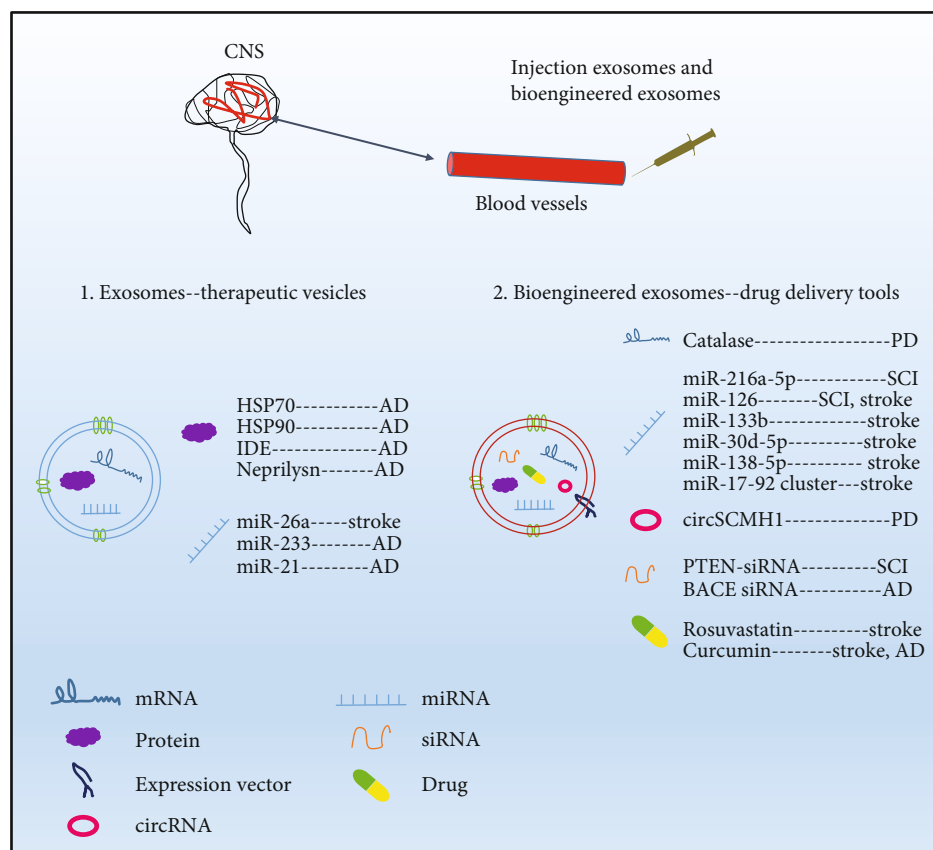 CNS
Injection exosomes and
bioengineered exosomes
Blood vessels
1. Exosomes--therapeutic vesicles
HSP70-----------AD
HSP90-----------AD
IDE-----------AD
Neprilysn------AD
miR-26a-----stroke
miR-233--------AD
miR-21---------AD
2. Bioengineered exosomes--drug delivery tools
Catalase------------------PD
miR-216a-5p------------SCI
miR-126--------SCI, stroke
miR-133b-------------stroke
miR-30d-5p----------stroke
miR-138-5p---------- stroke
miR-17-92 cluster---stroke
circSCMH1-------------PD
PTEN-siRNA----------SCI
BACE siRNA-----------AD
Rosuvastatin----------stroke
Curcumin--------stroke, AD
mRNA
miRNA
Protein
siRNA
Expression vector
Drug
circRNA